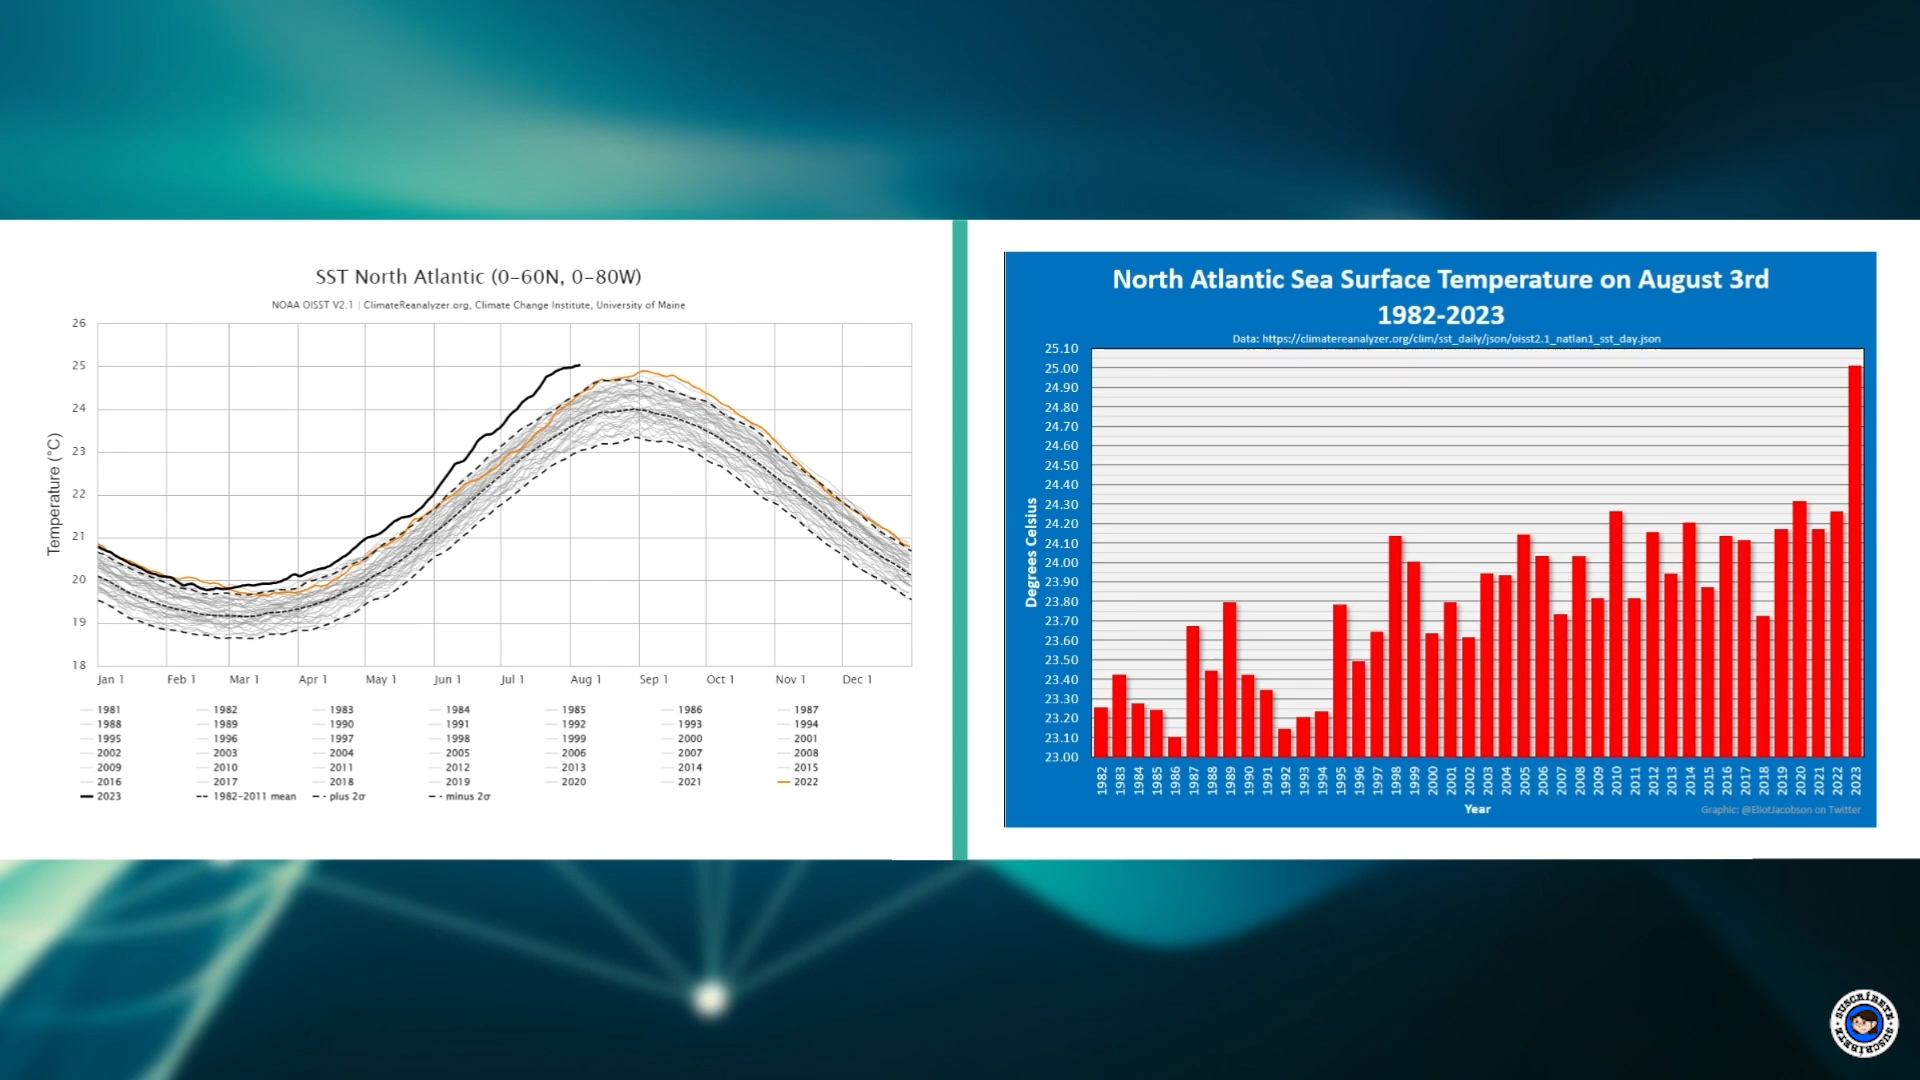 SST North Atlantic (0-60N, 0-80W)
NOAA OISST V2.1 | ClimateReanalyzer.org, Climate Change Institute, University of Maine
Temperature (°C)
26
25
24
23
22
21
20
19
18
Jan 1 Feb 1 Mar 1 Apr 1 May 1 Jun 1 Jul 1 Aug 1 Sep 1 Oct 1 Nov 1 Dec 1
1981 1982 1983 1984 1985 1986 1987
1988 1989 1990 1991 1992 1993 1994
1995 1996 1997 1998 1999 2000 2001
2002 2003 2004 2005 2006 2007 2008
2009 2010 2011 2012 2013 2014 2015
2016 2017 2018 2019 2020 2021 2022
2023 1982-2011 mean plus 2σ minus 2σ
North Atlantic Sea Surface Temperature on August 3rd
1982-2023
Data: https://climatereanalyzer.org/clim/sst_daily/json/oisst2.1_natlan1_sst_day.json
Degrees Celsius
25.10
25.00
24.90
24.80
24.70
24.60
24.50
24.40
24.30
24.20
24.10
24.00
23.90
23.80
23.70
23.60
23.50
23.40
23.30
23.20
23.10
23.00
1982 1983 1984 1985 1986 1987 1988 1989 1990 1991 1992 1993 1994 1995 1996 1997 1998 1999 2000 2001 2002 2003 2004 2005 2006 2007 2008 2009 2010 2011 2012 2013 2014 2015 2016 2017 2018 2019 2020 2021 2022 2023
Year
Graphic: @EliotJacobson on Twitter
SUSCRÍBETE · SUSCRÍBETE ·